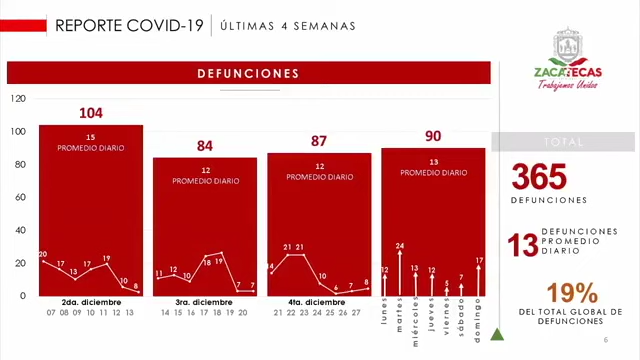 REPORTE COVID-19 | ÚLTIMAS 4 SEMANAS
ZACATECAS
Trabajemos Unidos
DEFUNCIONES
120
100
80
60
40
20
0
104
15
PROMEDIO DIARIO
20 17 13 17 19 10 8
2da. diciembre
07 08 09 10 11 12 13
84
12
PROMEDIO DIARIO
11 12 10 18 19 7 7
3ra. diciembre
14 15 16 17 18 19 20
87
12
PROMEDIO DIARIO
14 21 21 10 6 7 8
4ta. diciembre
21 22 23 24 25 26 27
90
13
PROMEDIO DIARIO
12 24 13 12 5 7 17
lunes
martes
miércoles
jueves
viernes
sábado
domingo
TOTAL
365
DEFUNCIONES
13 DEFUNCIONES
PROMEDIO
DIARIO
19%
DEL TOTAL GLOBAL DE
DEFUNCIONES
6